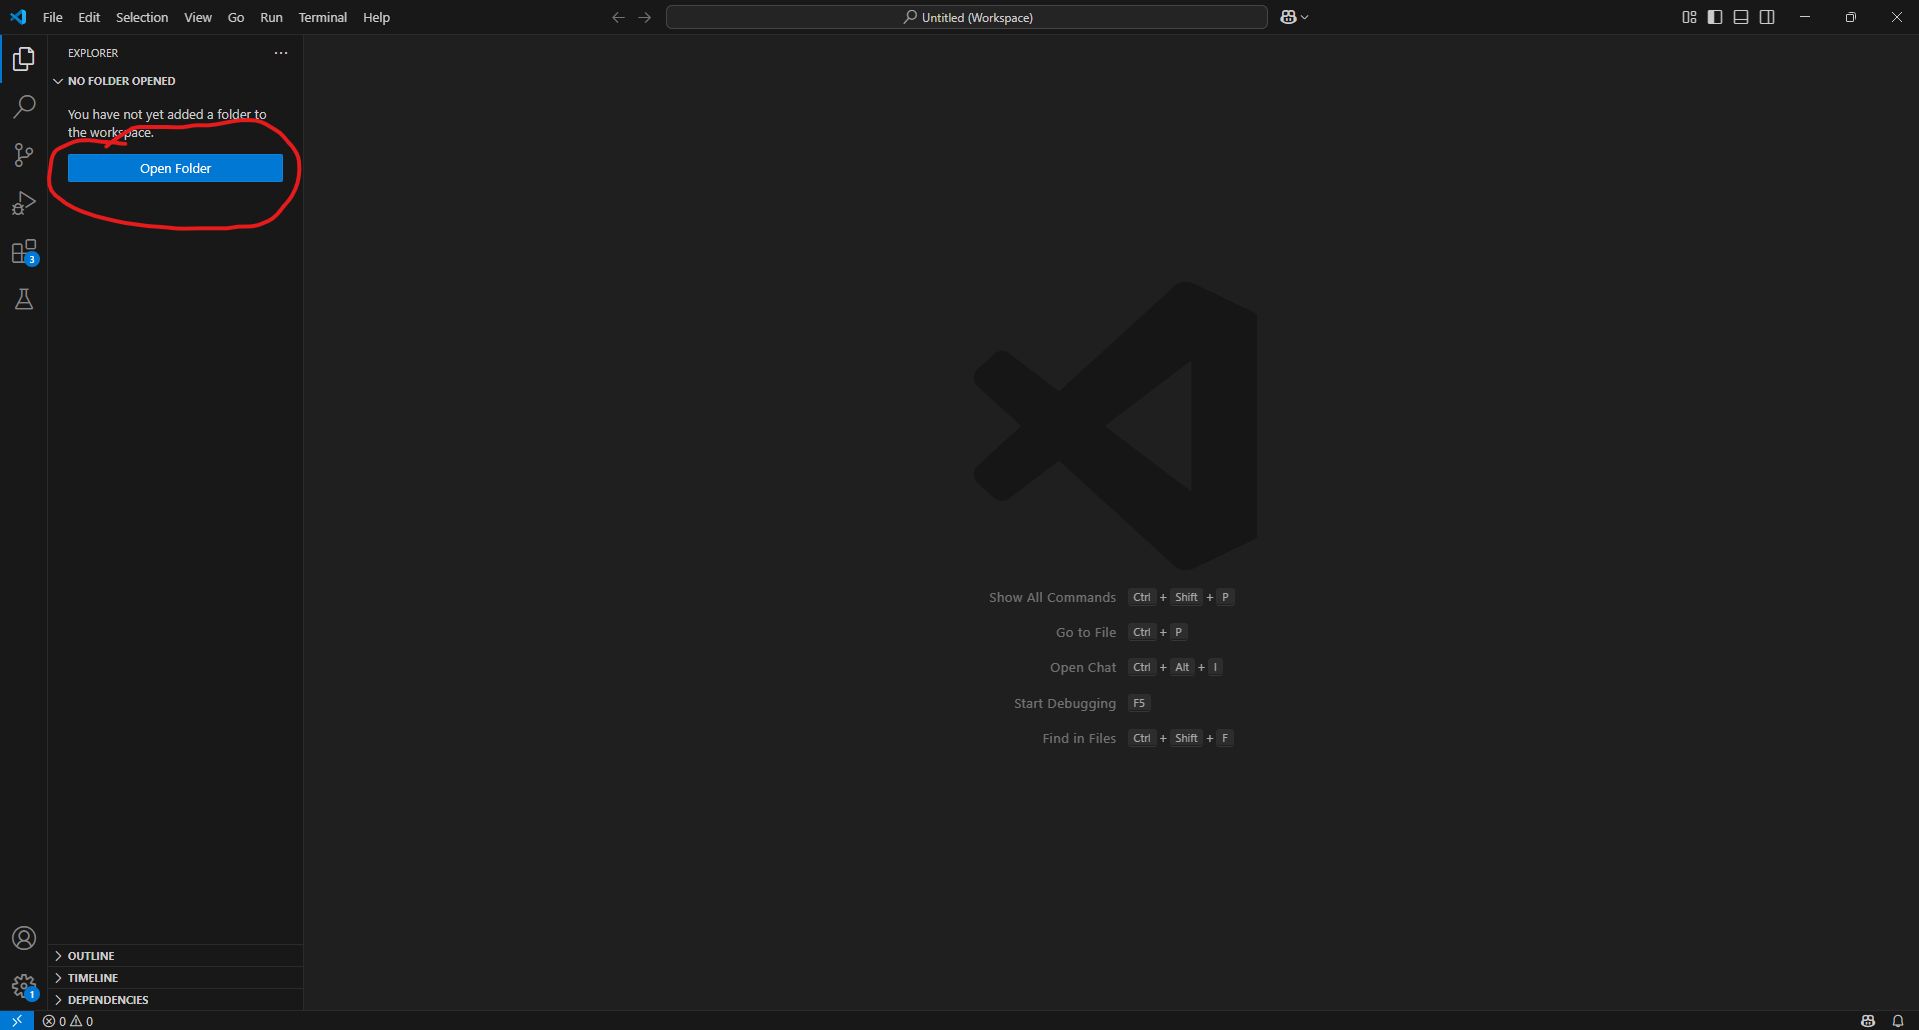 File Edit Selection View Go Run Terminal Help
Untitled (Workspace)
EXPLORER
NO FOLDER OPENED
You have not yet added a folder to
the workspace.
Open Folder
3
Show All Commands Ctrl + Shift + P
Go to File Ctrl + P
Open Chat Ctrl + Alt + I
Start Debugging F5
Find in Files Ctrl + Shift + F
OUTLINE
TIMELINE
1
DEPENDENCIES
0 0